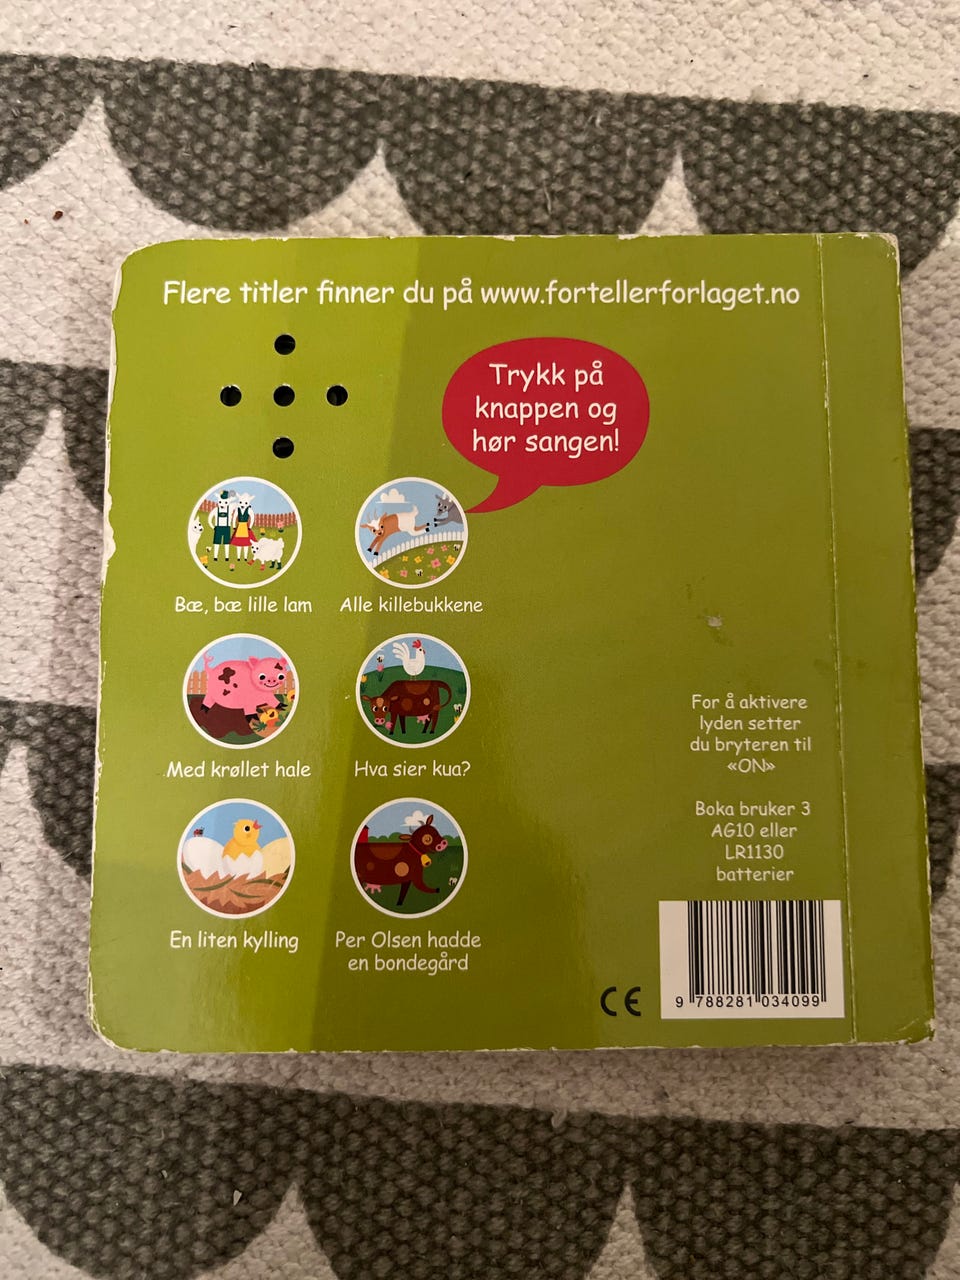 Flere titler finner du på www.fortellerforlaget.no
Trykk på
knappen og
hør sangen!
Bæ, bæ lille lam
Alle killebukkene
Med krøllet hale
Hva sier kua?
En liten kylling
Per Olsen hadde
en bondegård
For å aktivere
lyden setter
du bryteren til
«ON»
Boka bruker 3
AG10 eller
LR1130
batterier
CE
9 788281 034099